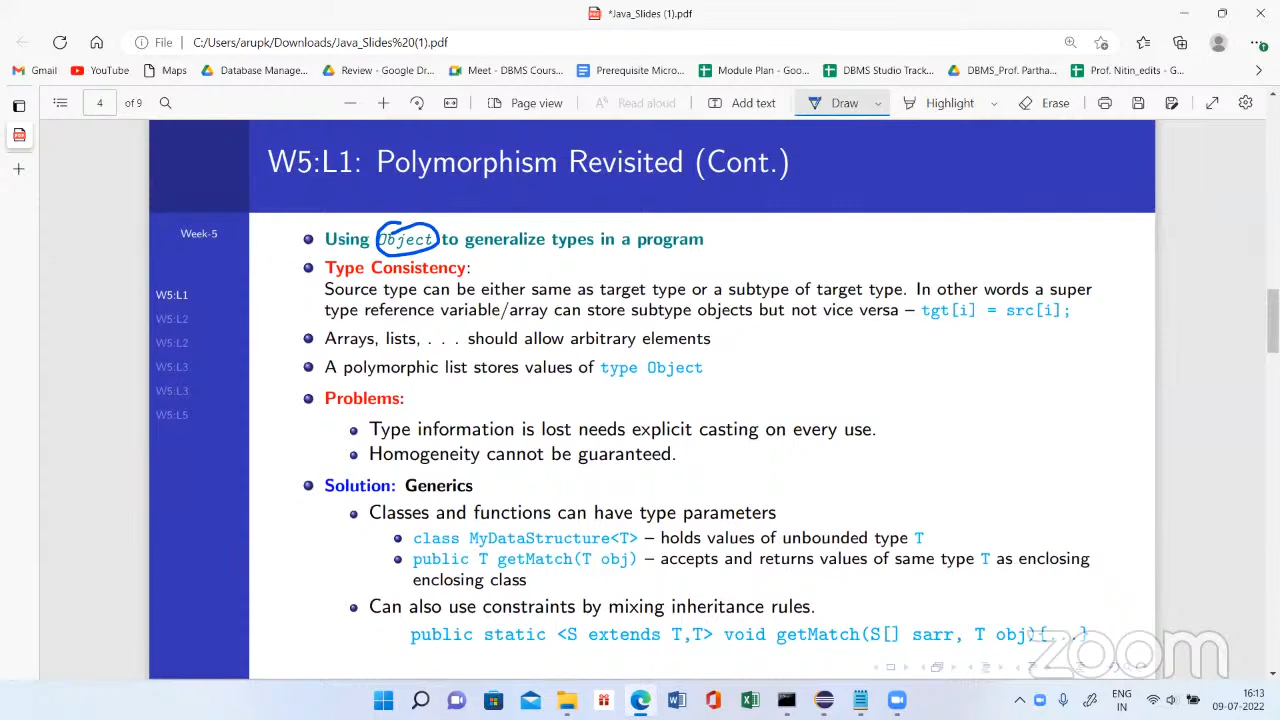 *Java_Slides (1).pdf
File | C:/Users/arupk/Downloads/Java_Slides%20(1).pdf
Gmail YouTube Maps Database Manage... Review - Google Dr... Meet - DBMS Cours... Prerequisite Micro... Module Plan - Goo... DBMS Studio Track... DBMS_Prof. Partha... Prof. Nitin_edits - G...
4 of 9 Page view Read aloud Add text Draw Highlight Erase
W5:L1: Polymorphism Revisited (Cont.)
Week-5
W5:L1
W5:L2
W5:L2
W5:L3
W5:L3
W5:L5
Using Object to generalize types in a program
Type Consistency:
Source type can be either same as target type or a subtype of target type. In other words a super
type reference variable/array can store subtype objects but not vice versa – tgt[i] = src[i];
Arrays, lists, . . . should allow arbitrary elements
A polymorphic list stores values of type Object
Problems:
Type information is lost needs explicit casting on every use.
Homogeneity cannot be guaranteed.
Solution: Generics
Classes and functions can have type parameters
class MyDataStructure<T> – holds values of unbounded type T
public T getMatch(T obj) – accepts and returns values of same type T as enclosing
enclosing class
Can also use constraints by mixing inheritance rules.
public static <S extends T,T> void getMatch(S[] sarr, T obj){...}
zoom
ENG
IN
16:13
09-07-2022